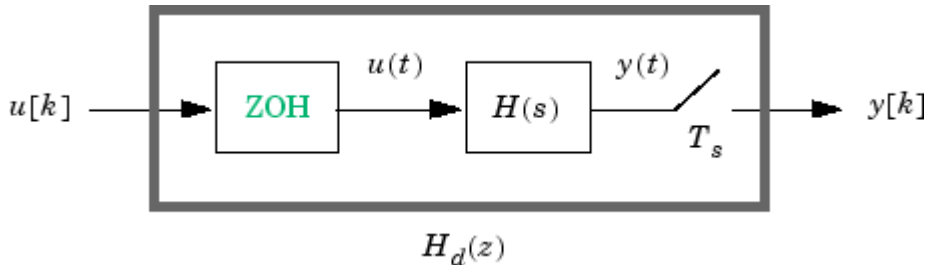 u(t)
y(t)
u[k]
ZOH
H(s)
y[k]
T_s
H_d(z)